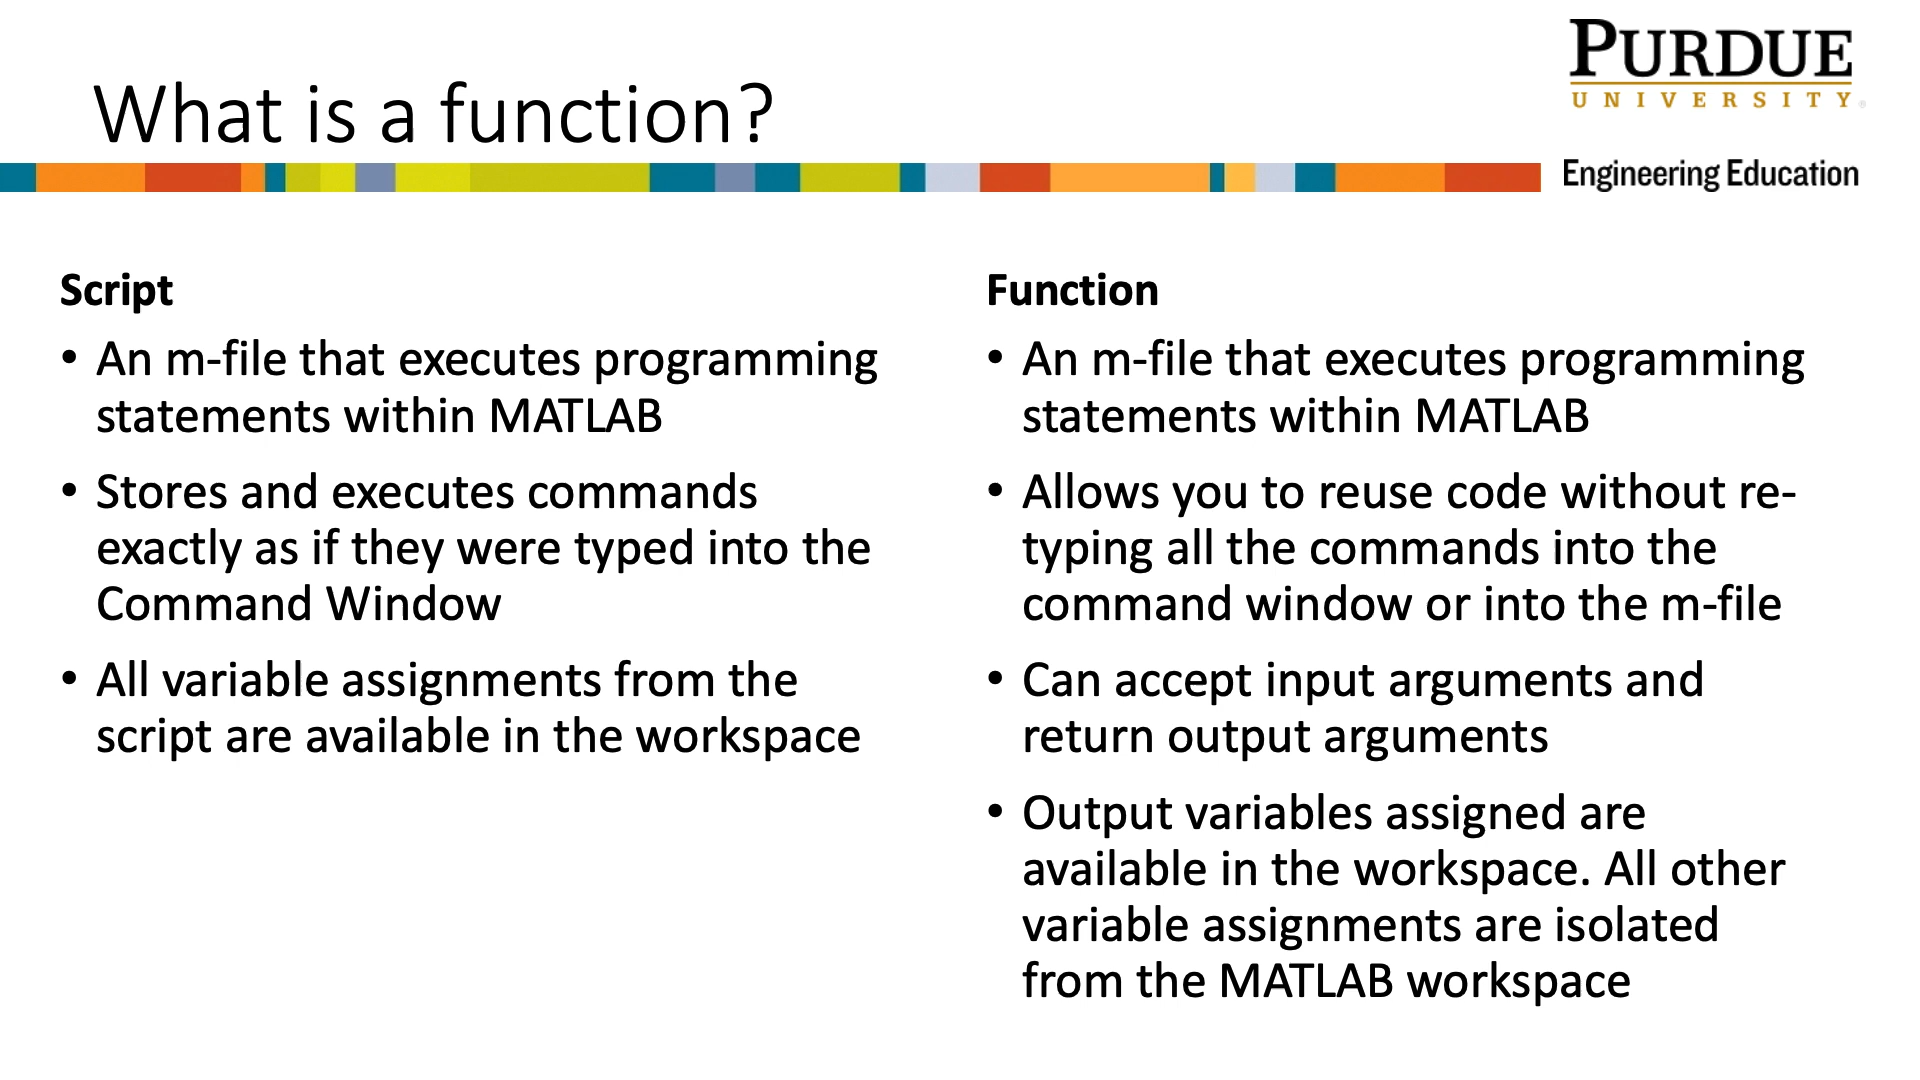 PURDUE
UNIVERSITY®
What is a function?
Engineering Education
Script
• An m-file that executes programming
statements within MATLAB
• Stores and executes commands
exactly as if they were typed into the
Command Window
• All variable assignments from the
script are available in the workspace
Function
• An m-file that executes programming
statements within MATLAB
• Allows you to reuse code without re-
typing all the commands into the
command window or into the m-file
• Can accept input arguments and
return output arguments
• Output variables assigned are
available in the workspace. All other
variable assignments are isolated
from the MATLAB workspace